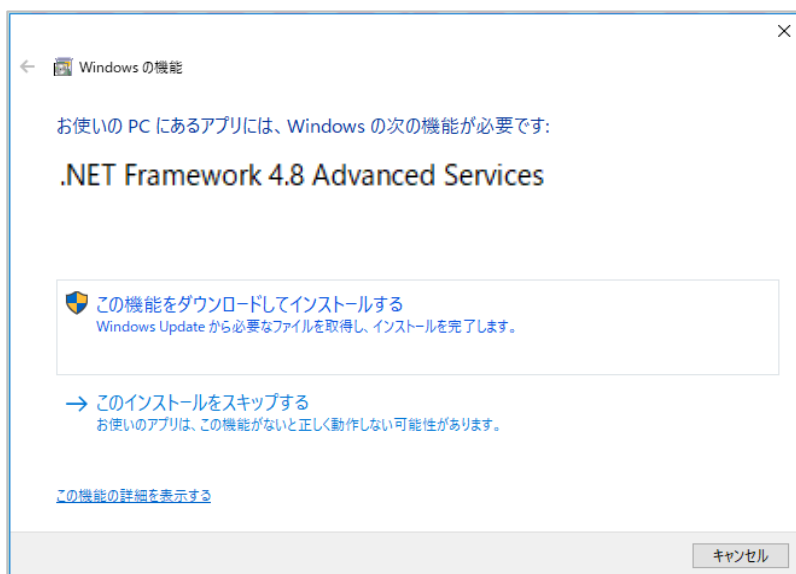 Windows の機能
お使いの PC にあるアプリには、Windows の次の機能が必要です:
.NET Framework 4.8 Advanced Services
この機能をダウンロードしてインストールする
Windows Update から必要なファイルを取得し、インストールを完了します。
このインストールをスキップする
お使いのアプリは、この機能がないと正しく動作しない可能性があります。
この機能の詳細を表示する
キャンセル